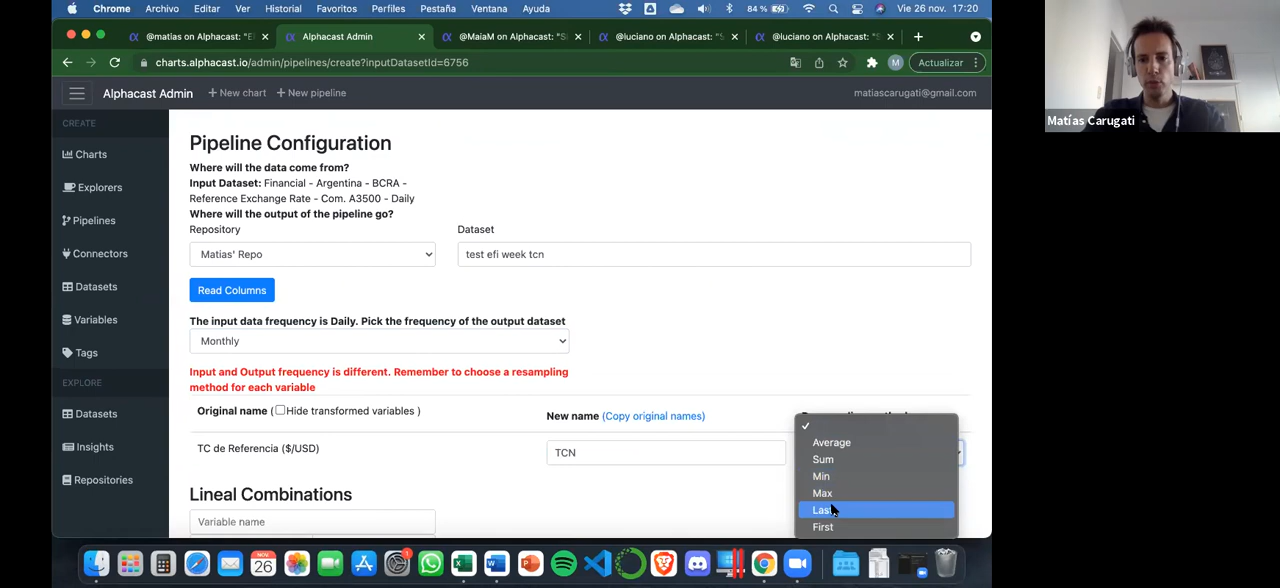 Chrome Archivo Editar Ver Historial Favoritos Perfiles Pestaña Ventana Ayuda 84 % Vie 26 nov. 17:20
@matias on Alphacast: "E
Alphacast Admin
@MaiaM on Alphacast: "S
@luciano on Alphacast: "S
@luciano on Alphacast: "S
charts.alphacast.io/admin/pipelines/create?inputDatasetId=6756
M
Actualizar
Alphacast Admin
+ New chart
+ New pipeline
matiascarugati@gmail.com
CREATE
Charts
Explorers
Pipelines
Connectors
Datasets
Variables
Tags
EXPLORE
Datasets
Insights
Repositories
Pipeline Configuration
Where will the data come from?
Input Dataset: Financial - Argentina - BCRA -
Reference Exchange Rate - Com. A3500 - Daily
Where will the output of the pipeline go?
Repository
Dataset
Matias' Repo
test efi week tcn
Read Columns
The input data frequency is Daily. Pick the frequency of the output dataset
Monthly
Input and Output frequency is different. Remember to choose a resampling
method for each variable
Original name ( Hide transformed variables )
New name (Copy original names)
TC de Referencia ($/USD)
TCN
Average
Sum
Min
Max
Last
First
Lineal Combinations
Variable name
NOV
26
1
Matías Carugati